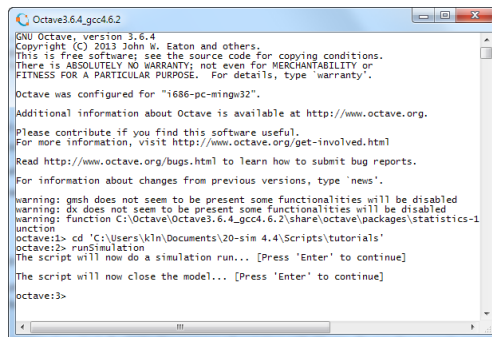 Octave3.6.4_gcc4.6.2
GNU Octave, version 3.6.4
Copyright (C) 2013 John W. Eaton and others.
This is free software; see the source code for copying conditions.
There is ABSOLUTELY NO WARRANTY; not even for MERCHANTABILITY or
FITNESS FOR A PARTICULAR PURPOSE.  For details, type `warranty'.
Octave was configured for "i686-pc-mingw32".
Additional information about Octave is available at http://www.octave.org.
Please contribute if you find this software useful.
For more information, visit http://www.octave.org/get-involved.html
Read http://www.octave.org/bugs.html to learn how to submit bug reports.
For information about changes from previous versions, type `news'.
warning: gmsh does not seem to be present some functionalities will be disabled
warning: dx does not seem to be present some functionalities will be disabled
warning: function C:\Octave\Octave3.6.4_gcc4.6.2\share\octave\packages\statistics-1
unction
octave:1> cd 'C:\Users\kln\Documents\20-sim 4.4\Scripts\tutorials'
octave:2> runSimulation
The script will now do a simulation run... [Press 'Enter' to continue]
The script will now close the model... [Press 'Enter' to continue]
octave:3>